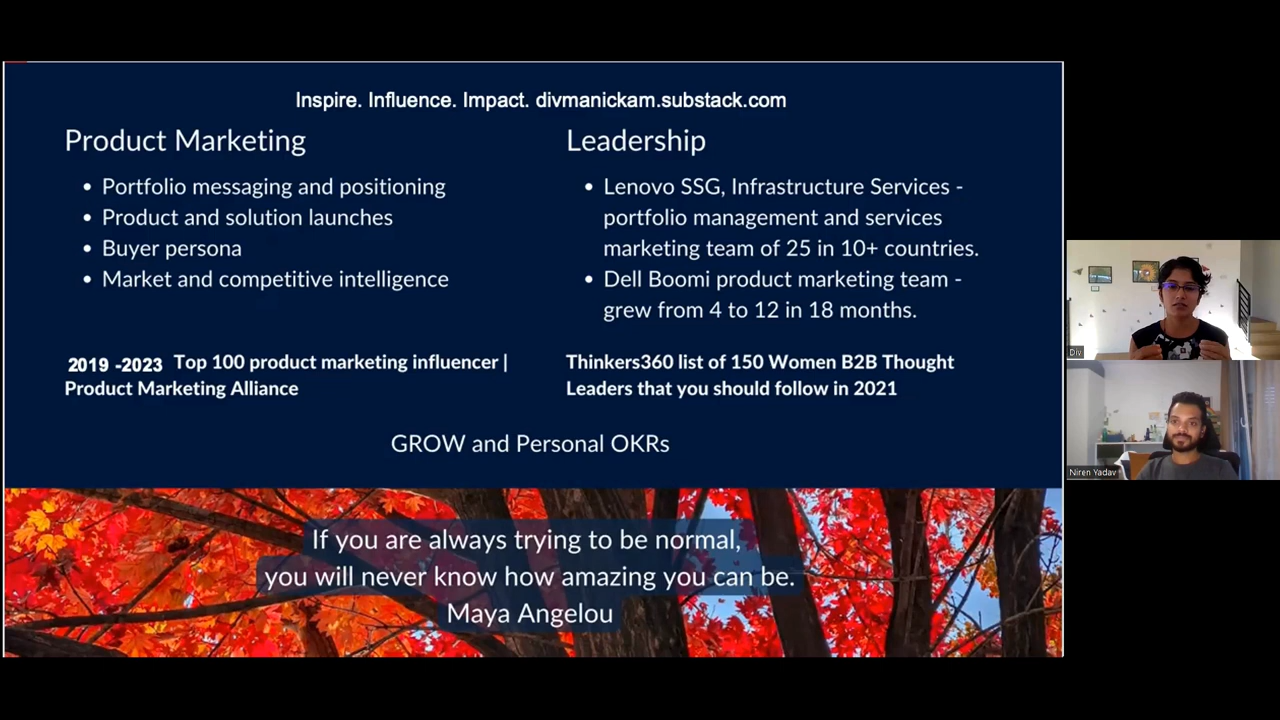 Inspire. Influence. Impact. divmanickam.substack.com
Product Marketing
• Portfolio messaging and positioning
• Product and solution launches
• Buyer persona
• Market and competitive intelligence
2019 -2023 Top 100 product marketing influencer |
Product Marketing Alliance
Leadership
• Lenovo SSG, Infrastructure Services -
portfolio management and services
marketing team of 25 in 10+ countries.
• Dell Boomi product marketing team -
grew from 4 to 12 in 18 months.
Thinkers360 list of 150 Women B2B Thought
Leaders that you should follow in 2021
GROW and Personal OKRs
If you are always trying to be normal,
you will never know how amazing you can be.
Maya Angelou
Div
Niren Yadav